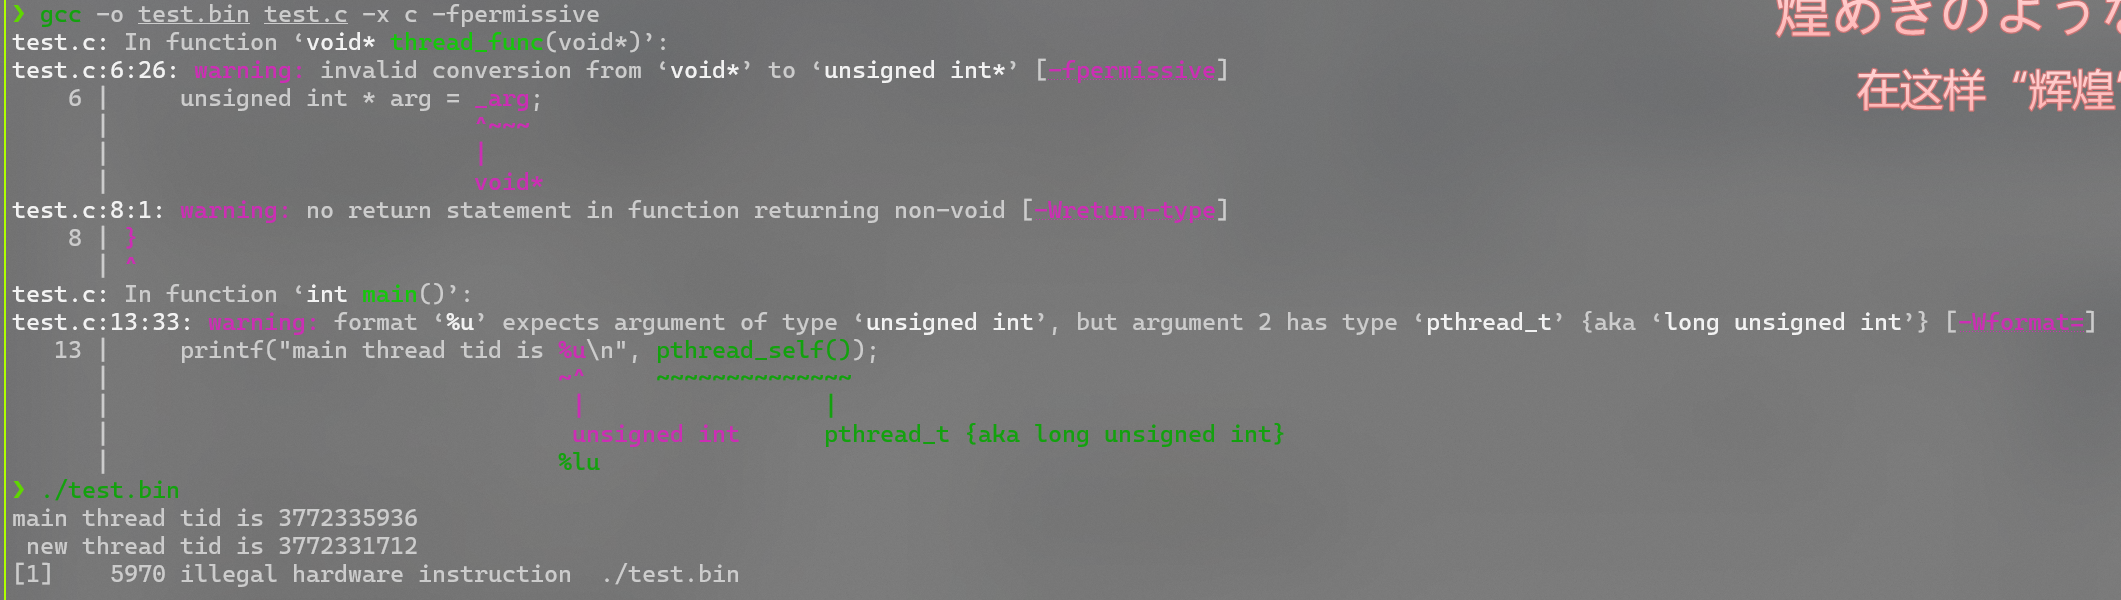 ❯ gcc -o test.bin test.c -x c -fpermissive
煌めきのような
test.c: In function ‘void* thread_func(void*)’:
test.c:6:26: warning: invalid conversion from ‘void*’ to ‘unsigned int*’ [-fpermissive]
在这样“辉煌”
    6 |     unsigned int * arg = _arg;
      |                          ^~~~
      |                          |
      |                          void*
test.c:8:1: warning: no return statement in function returning non-void [-Wreturn-type]
    8 | }
      | ^
test.c: In function ‘int main()’:
test.c:13:33: warning: format ‘%u’ expects argument of type ‘unsigned int’, but argument 2 has type ‘pthread_t’ {aka ‘long unsigned int’} [-Wformat=]
   13 |     printf("main thread tid is %u\n", pthread_self());
      |                                ~^     ~~~~~~~~~~~~~~
      |                                 |                 |
      |                                 unsigned int      pthread_t {aka long unsigned int}
      |                                %lu
❯ ./test.bin
main thread tid is 3772335936
 new thread tid is 3772331712
[1]    5970 illegal hardware instruction  ./test.bin